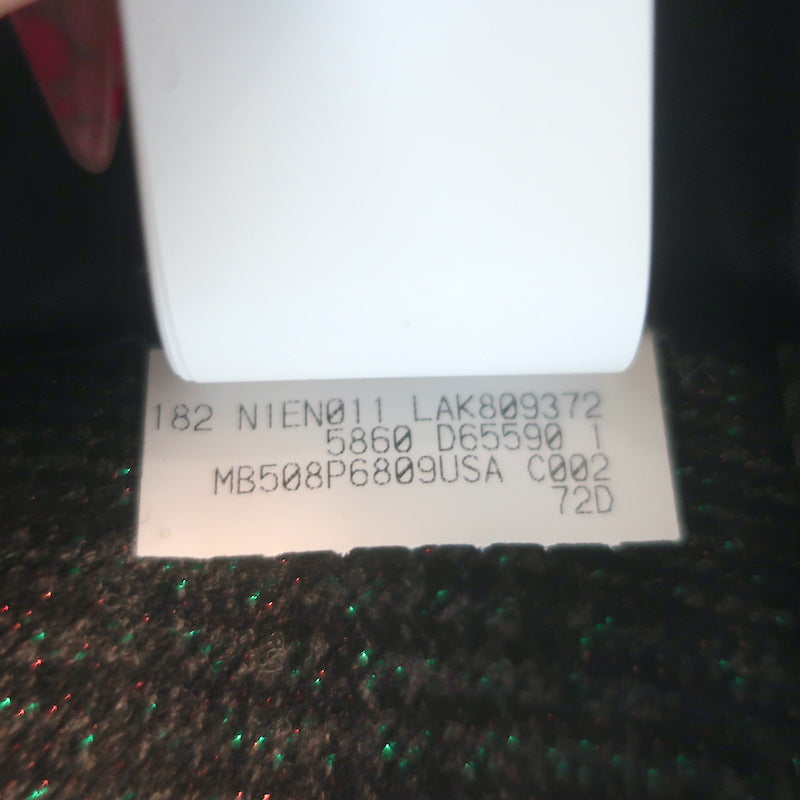 182 N1EN011 LAK809372
5860 D65590 1
MB508P6809USA C002
72D